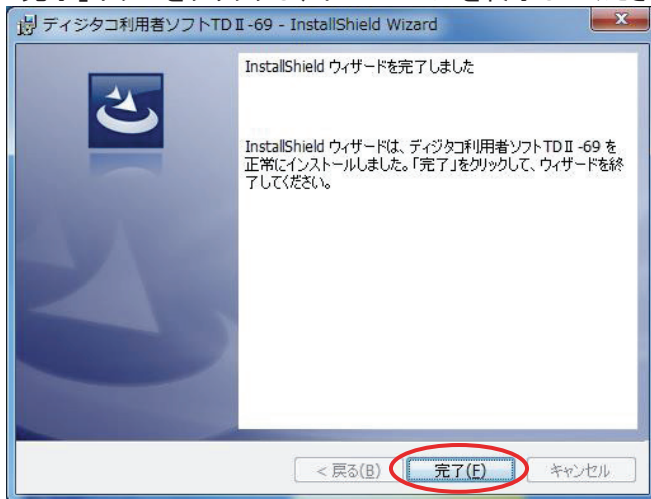 ディジタコ利用者ソフトTDⅡ-69 - InstallShield Wizard
InstallShield ウィザードを完了しました
InstallShield ウィザードは、ディジタコ利用者ソフトTDⅡ-69 を
正常にインストールしました。「完了」をクリックして、ウィザードを終
了してください。
< 戻る(B)
完了(F)
キャンセル